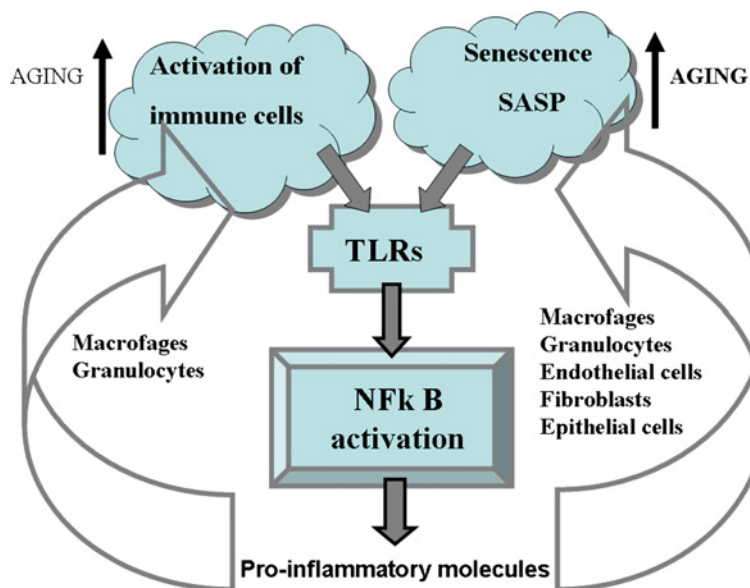 AGING
Activation of
immune cells
Senescence
SASP
AGING
TLRs
Macrofages
Granulocytes
NFk B
activation
Macrofages
Granulocytes
Endothelial cells
Fibroblasts
Epithelial cells
Pro-inflammatory molecules